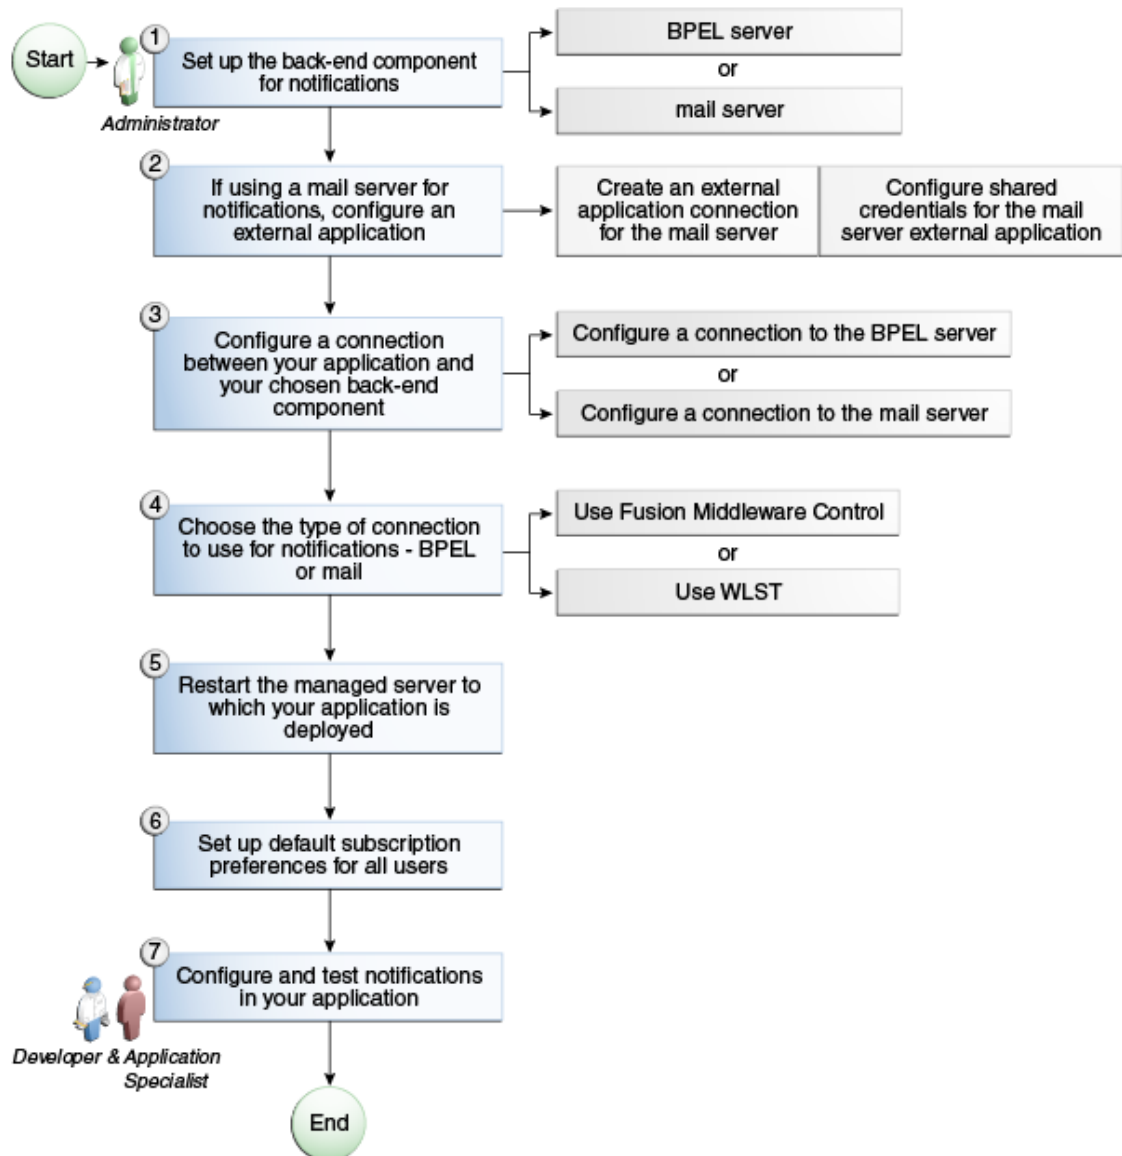 Start
1
Set up the back-end component
for notifications
Administrator
BPEL server
or
mail server
2
If using a mail server for
notifications, configure an
external application
Create an external
application connection
for the mail server
Configure shared
credentials for the mail
server external application
3
Configure a connection
between your application and
your chosen back-end
component
Configure a connection to the BPEL server
or
Configure a connection to the mail server
4
Choose the type of connection
to use for notifications - BPEL
or mail
Use Fusion Middleware Control
or
Use WLST
5
Restart the managed server to
which your application is
deployed
6
Set up default subscription
preferences for all users
7
Configure and test notifications
in your application
Developer & Application
Specialist
End